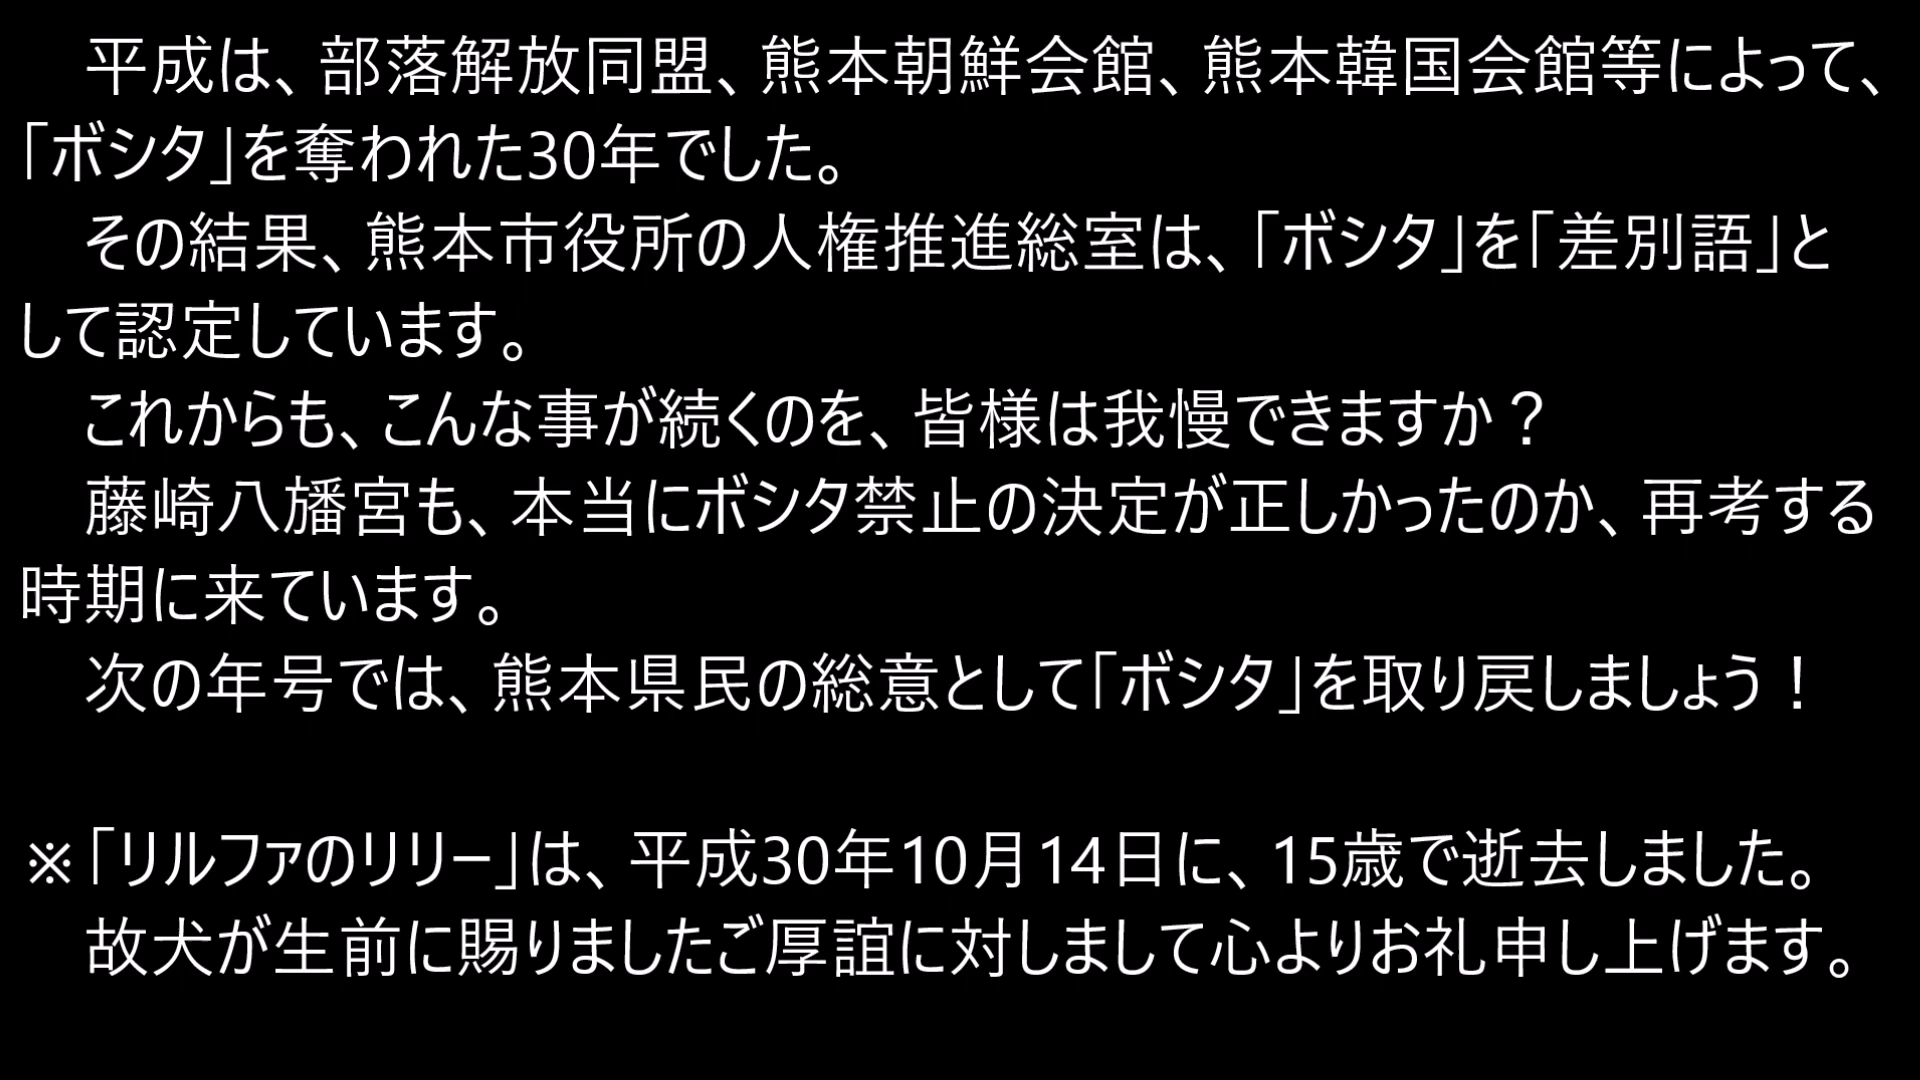 平成は、部落解放同盟、熊本朝鮮会館、熊本韓国会館等によって、
「ボシタ」を奪われた30年でした。
その結果、熊本市役所の人権推進総室は、「ボシタ」を「差別語」と
して認定しています。
これからも、こんな事が続くのを、皆様は我慢できますか？
藤崎八旛宮も、本当にボシタ禁止の決定が正しかったのか、再考する
時期に来ています。
次の年号では、熊本県民の総意として「ボシタ」を取り戻しましょう！
※「リルファのリリー」は、平成30年10月14日に、15歳で逝去しました。
故犬が生前に賜りましたご厚誼に対しまして心よりお礼申し上げます。